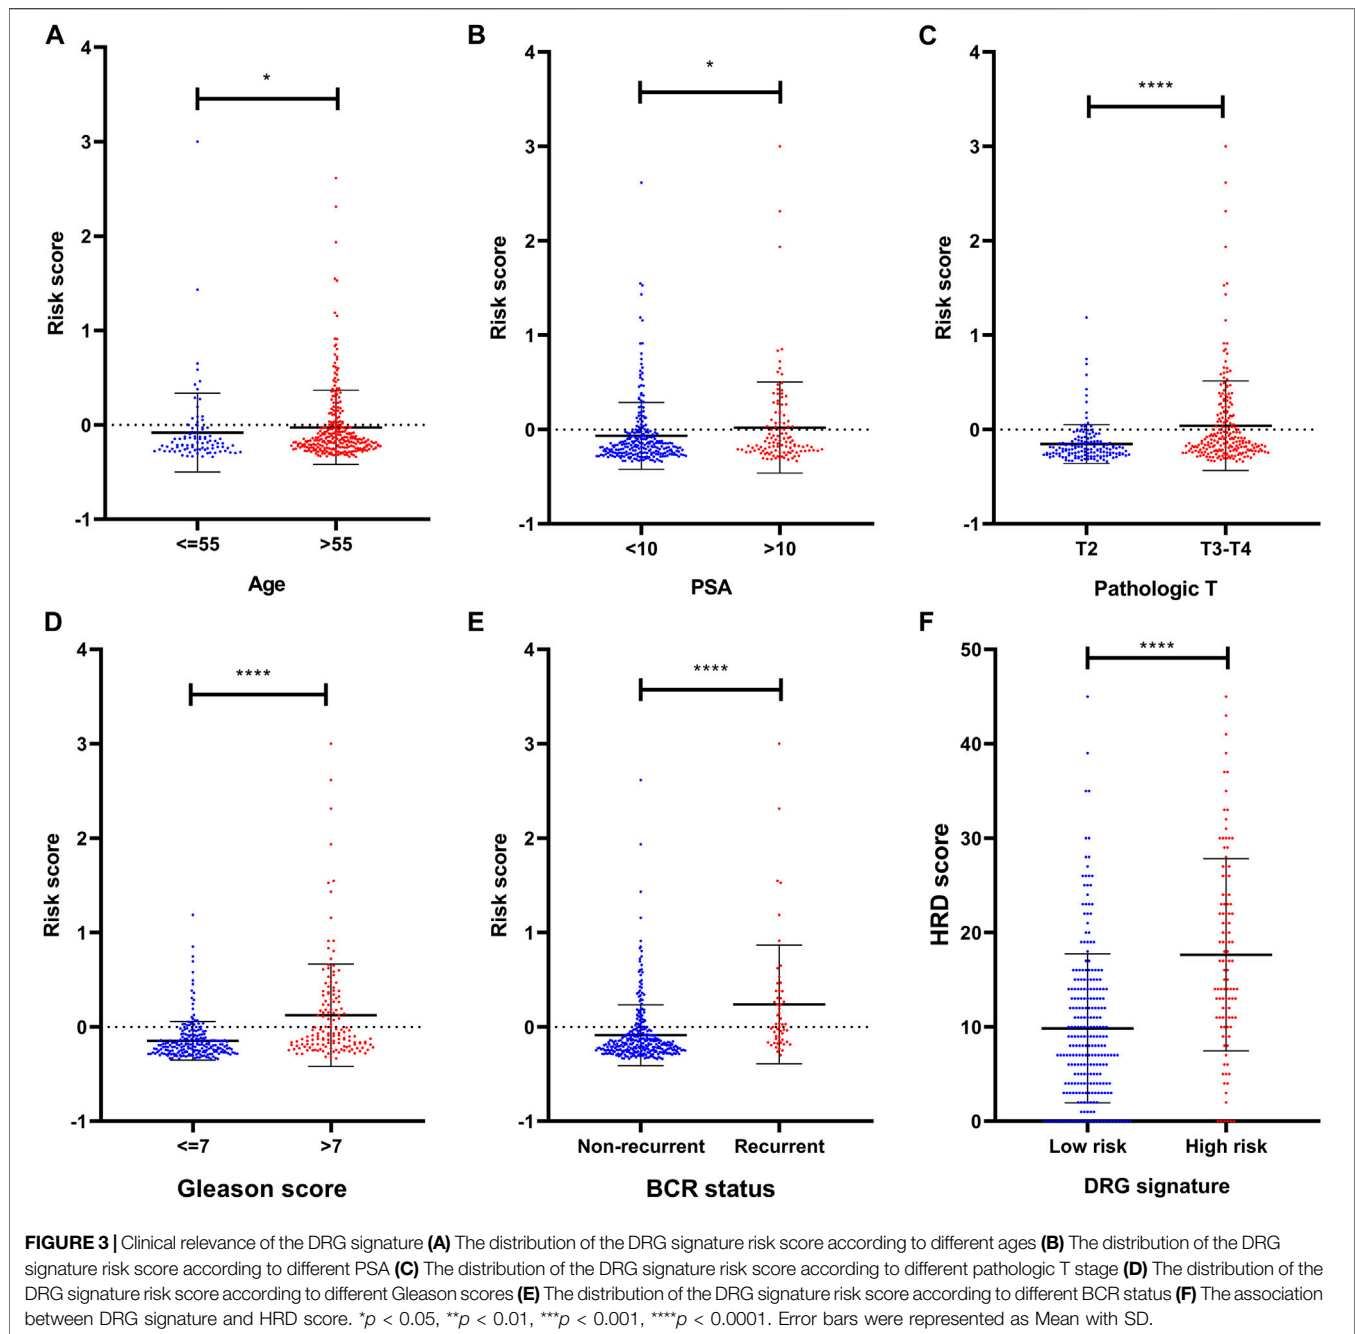 A
4
3
2
1
0
-1
Risk score
*
<=55
>55
Age
B
4
3
2
1
0
-1
Risk score
*
<10
>10
PSA
C
4
3
2
1
0
-1
Risk score
****
T2
T3-T4
Pathologic T
D
4
3
2
1
0
-1
Risk score
****
<=7
>7
Gleason score
E
4
3
2
1
0
-1
Risk score
****
Non-recurrent
Recurrent
BCR status
F
50
40
30
20
10
0
HRD score
****
Low risk
High risk
DRG signature
FIGURE 3 | Clinical relevance of the DRG signature (A) The distribution of the DRG signature risk score according to different ages (B) The distribution of the DRG
signature risk score according to different PSA (C) The distribution of the DRG signature risk score according to different pathologic T stage (D) The distribution of the
DRG signature risk score according to different Gleason scores (E) The distribution of the DRG signature risk score according to different BCR status (F) The association
between DRG signature and HRD score. *p < 0.05, **p < 0.01, ***p < 0.001, ****p < 0.0001. Error bars were represented as Mean with SD.